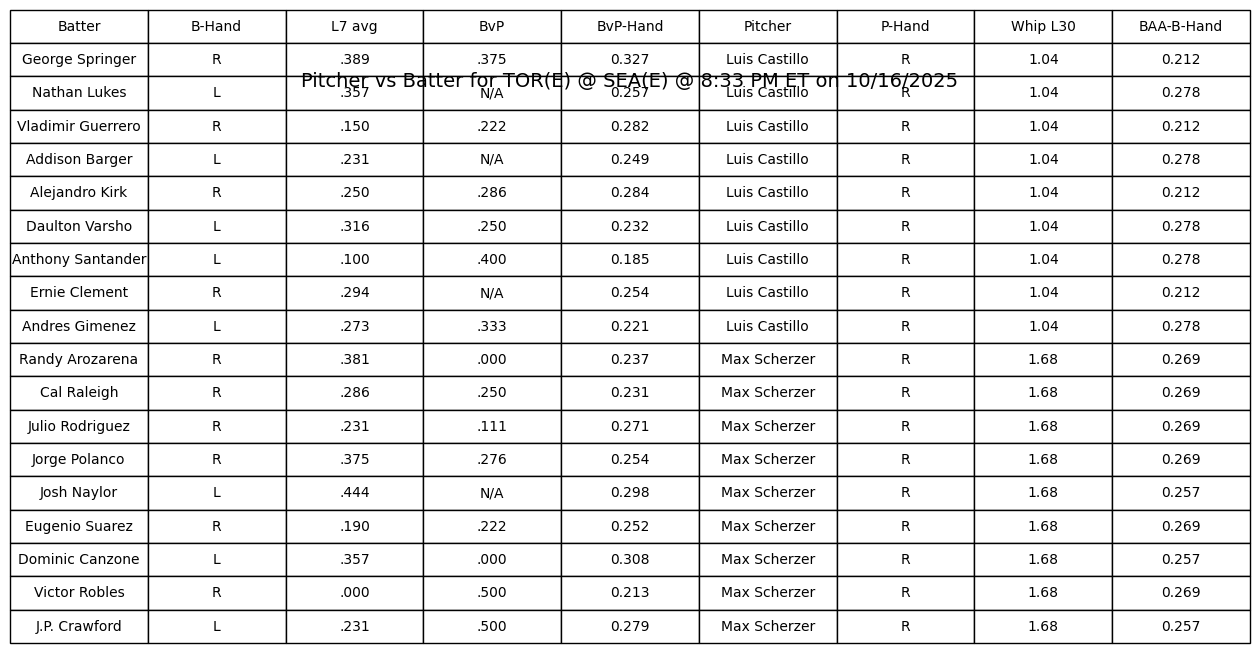 Batter B-Hand L7 avg BvP BvP-Hand Pitcher P-Hand Whip L30 BAA-B-Hand
George Springer R .389 .375 0.327 Luis Castillo R 1.04 0.212
Pitcher vs Batter for TOR(E) @ SEA(E) @ 8:33 PM ET on 10/16/2025
Nathan Lukes L .357 N/A 0.257 Luis Castillo R 1.04 0.278
Vladimir Guerrero R .150 .222 0.282 Luis Castillo R 1.04 0.212
Addison Barger L .231 N/A 0.249 Luis Castillo R 1.04 0.278
Alejandro Kirk R .250 .286 0.284 Luis Castillo R 1.04 0.212
Daulton Varsho L .316 .250 0.232 Luis Castillo R 1.04 0.278
Anthony Santander L .100 .400 0.185 Luis Castillo R 1.04 0.278
Ernie Clement R .294 N/A 0.254 Luis Castillo R 1.04 0.212
Andres Gimenez L .273 .333 0.221 Luis Castillo R 1.04 0.278
Randy Arozarena R .381 .000 0.237 Max Scherzer R 1.68 0.269
Cal Raleigh R .286 .250 0.231 Max Scherzer R 1.68 0.269
Julio Rodriguez R .231 .111 0.271 Max Scherzer R 1.68 0.269
Jorge Polanco R .375 .276 0.254 Max Scherzer R 1.68 0.269
Josh Naylor L .444 N/A 0.298 Max Scherzer R 1.68 0.257
Eugenio Suarez R .190 .222 0.252 Max Scherzer R 1.68 0.269
Dominic Canzone L .357 .000 0.308 Max Scherzer R 1.68 0.257
Victor Robles R .000 .500 0.213 Max Scherzer R 1.68 0.269
J.P. Crawford L .231 .500 0.279 Max Scherzer R 1.68 0.257